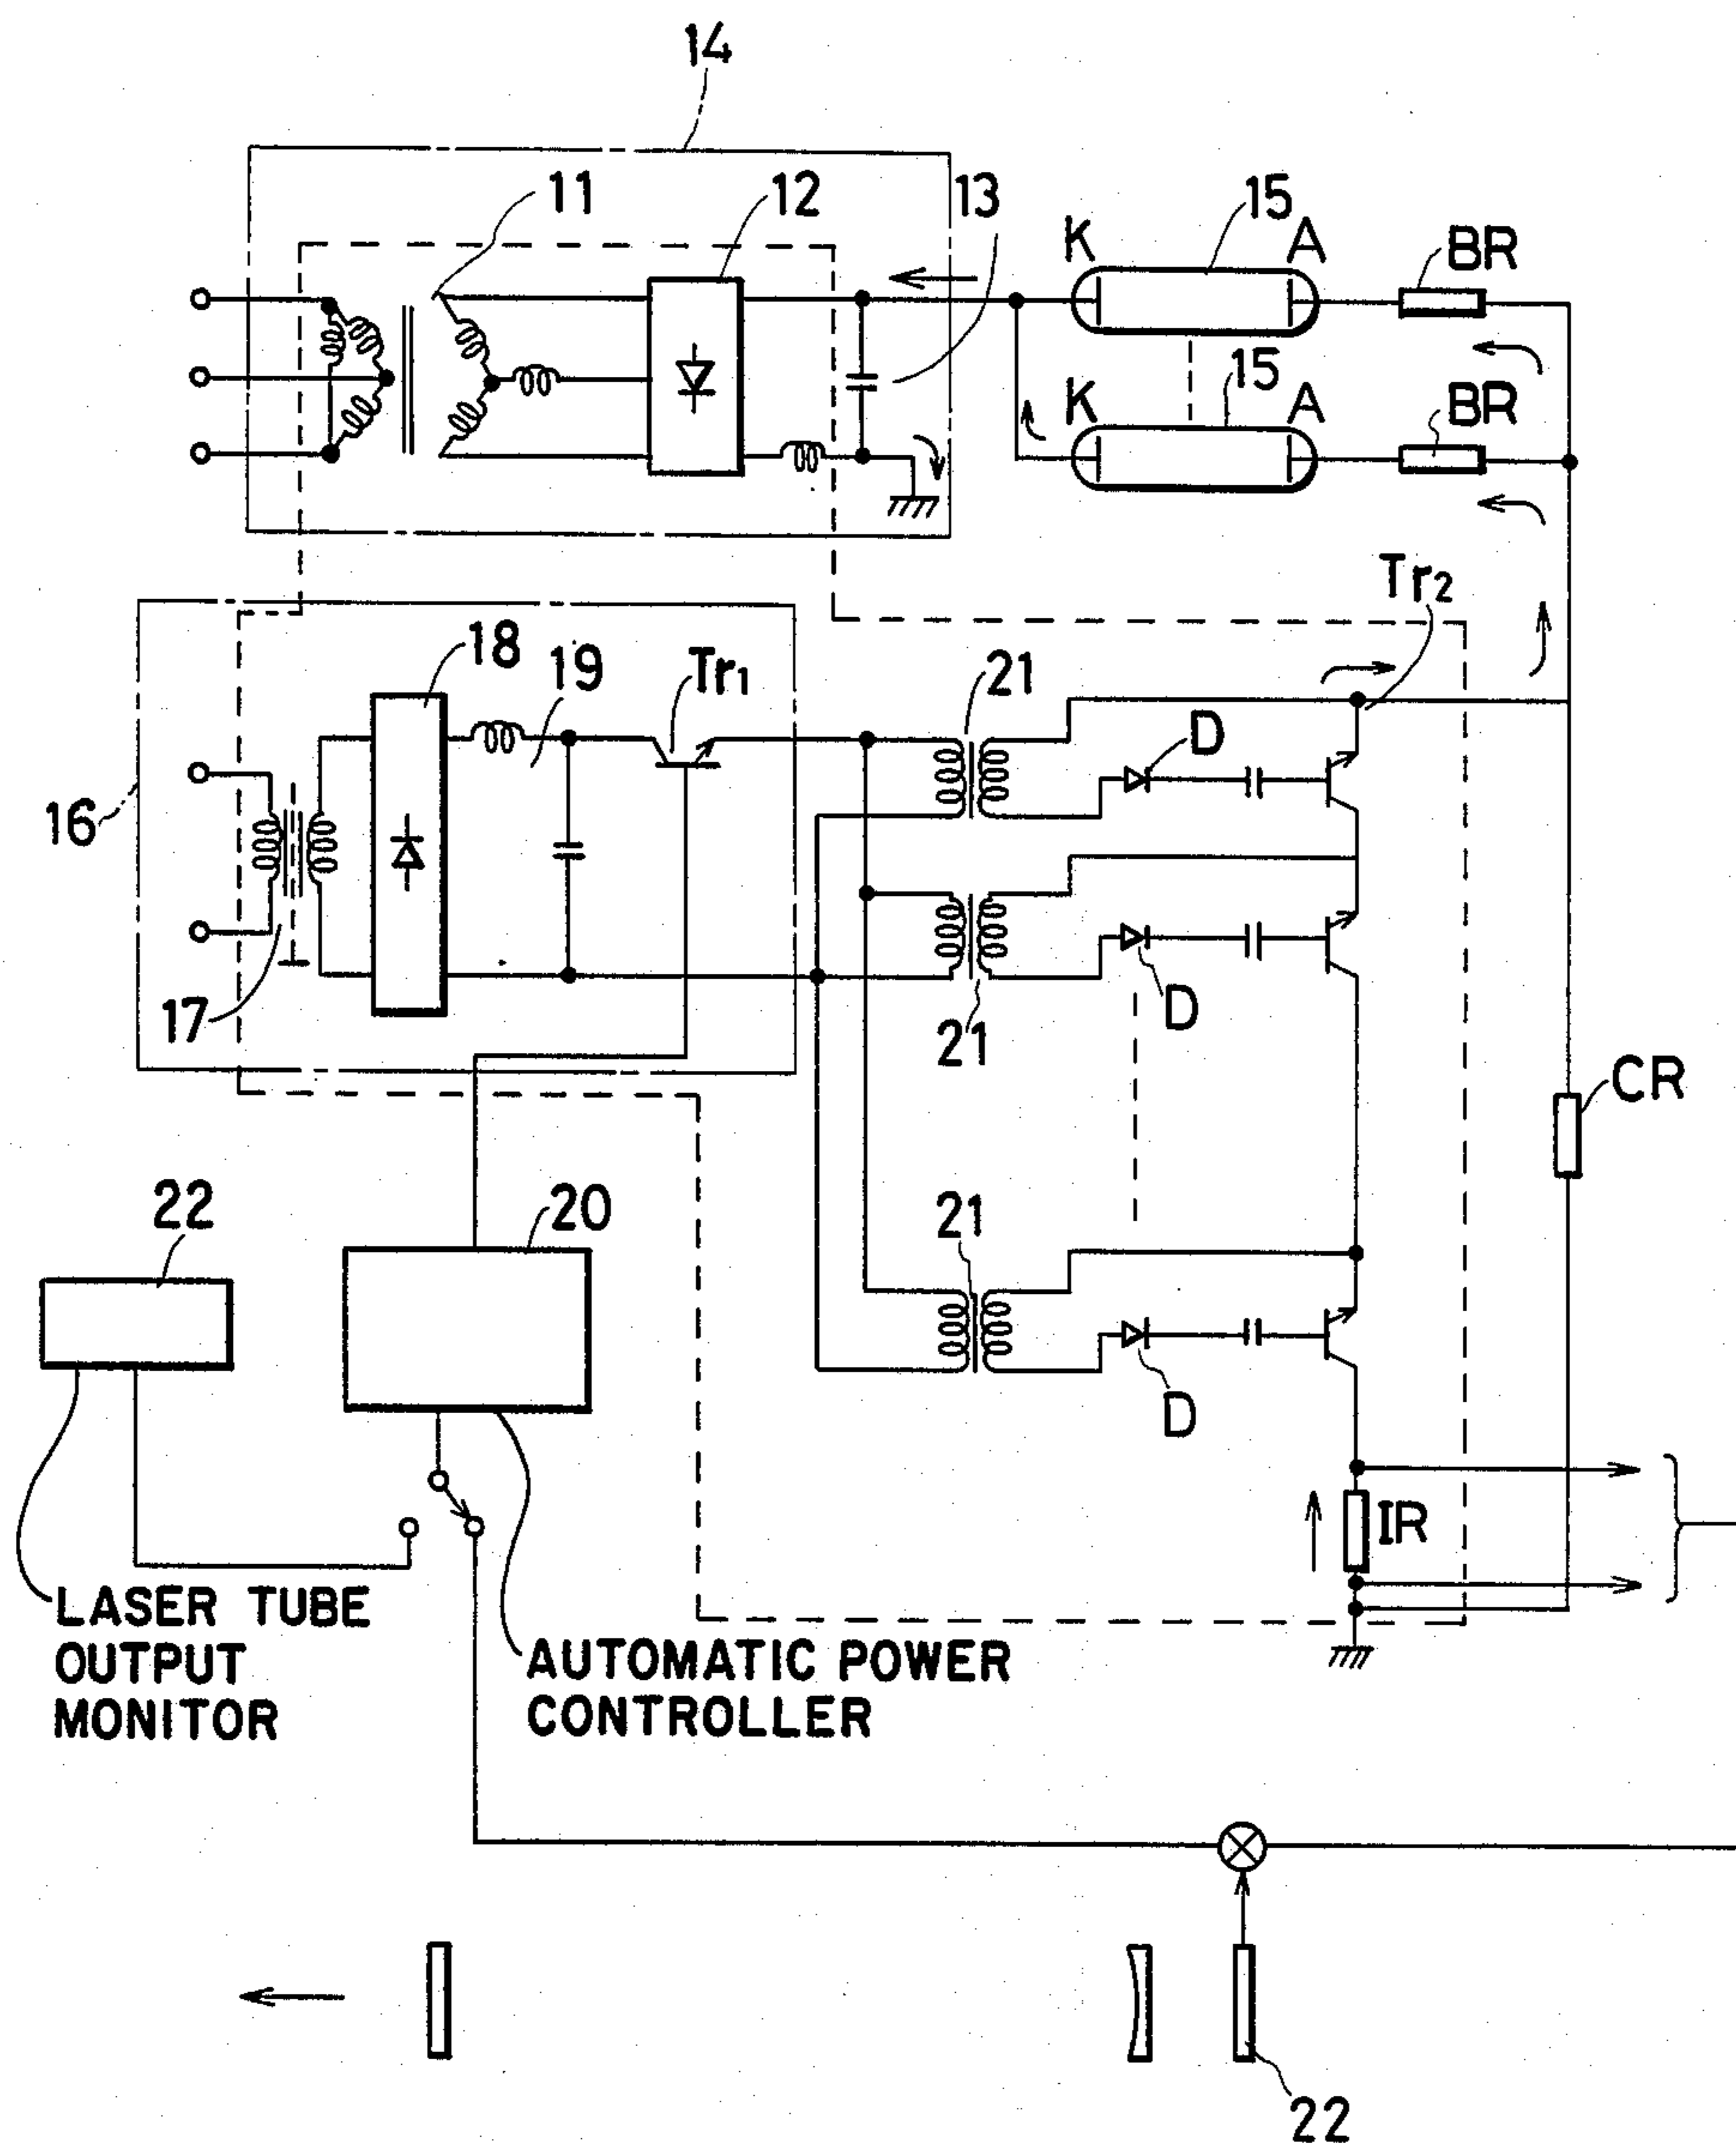 14
11
12
13
15
K
A
BR
15
K
A
BR
Tr2
18
19
Tr1
21
D
16
17
21
D
CR
22
20
21
D
IR
LASER TUBE
OUTPUT
MONITOR
AUTOMATIC POWER
CONTROLLER
22